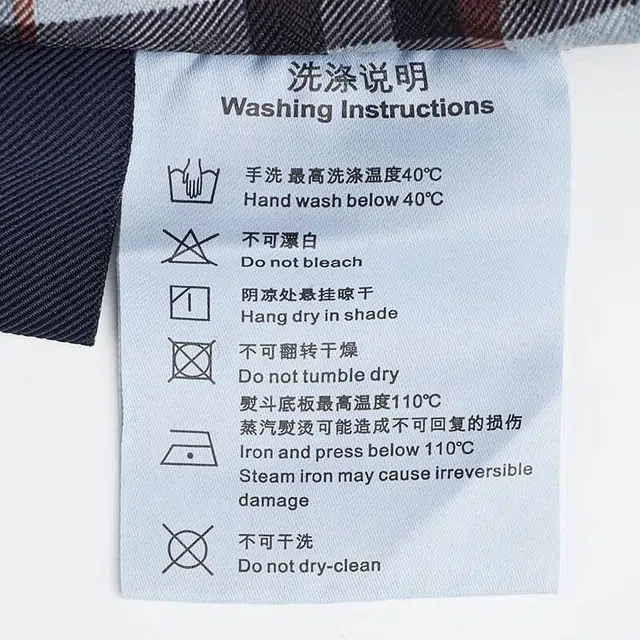 洗涤说明
Washing Instructions
手洗 最高洗涤温度40℃
Hand wash below 40℃
不可漂白
Do not bleach
阴凉处悬挂晾干
Hang dry in shade
不可翻转干燥
Do not tumble dry
熨斗底板最高温度110℃
蒸汽熨烫可能造成不可回复的损伤
Iron and press below 110℃
Steam iron may cause irreversible
damage
不可干洗
Do not dry-clean